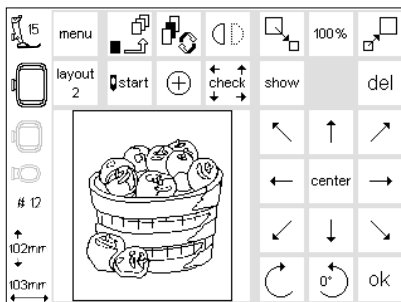 15
menu
100%
layout
2
start
check
show
del
center
# 12
102mm
103mm
0°
ok